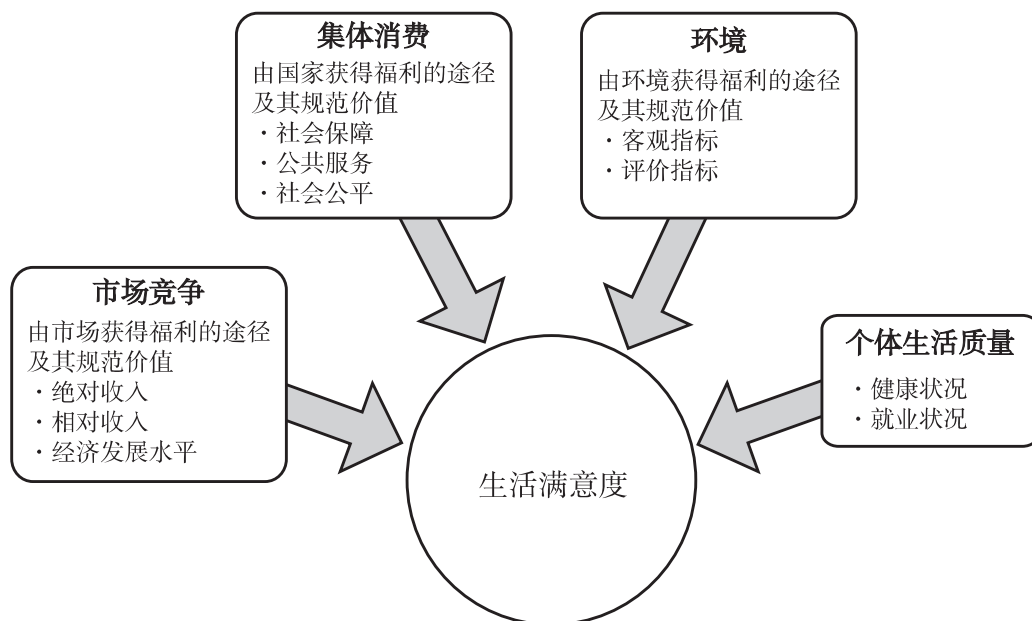 集体消费
由国家获得福利的途径
及其规范价值
·社会保障
·公共服务
·社会公平
环境
由环境获得福利的途径
及其规范价值
·客观指标
·评价指标
市场竞争
由市场获得福利的途径
及其规范价值
·绝对收入
·相对收入
·经济发展水平
个体生活质量
·健康状况
·就业状况
生活满意度